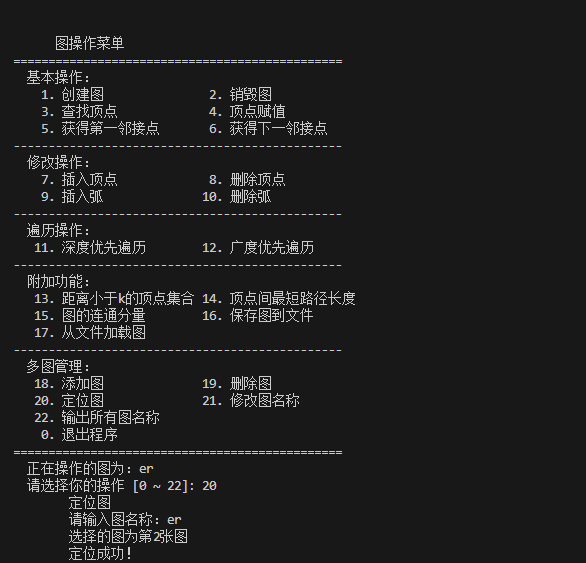 图操作菜单
===============================================
基本操作:
1. 创建图 2. 销毁图
3. 查找顶点 4. 顶点赋值
5. 获得第一邻接点 6. 获得下一邻接点
-----------------------------------------------
修改操作:
7. 插入顶点 8. 删除顶点
9. 插入弧 10. 删除弧
-----------------------------------------------
遍历操作:
11. 深度优先遍历 12. 广度优先遍历
-----------------------------------------------
附加功能:
13. 距离小于k的顶点集合 14. 顶点间最短路径长度
15. 图的连通分量 16. 保存图到文件
17. 从文件加载图
-----------------------------------------------
多图管理:
18. 添加图 19. 删除图
20. 定位图 21. 修改图名称
22. 输出所有图名称
0. 退出程序
===============================================
正在操作的图为: er
请选择你的操作 [0 ~ 22]: 20
定位图
请输入图名称: er
选择的图为第2张图
定位成功!